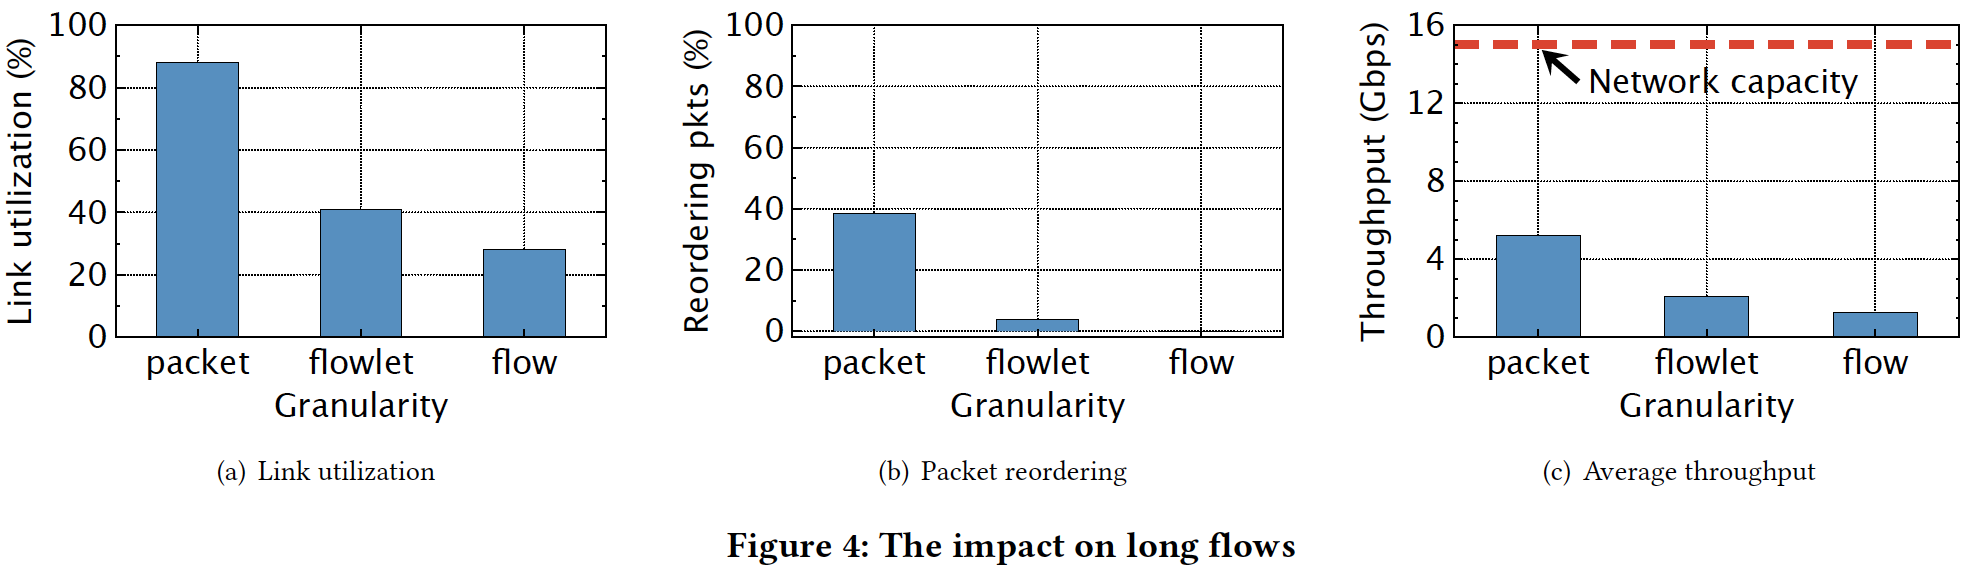 100
80
60
40
20
0
Link utilization (%)
packet flowlet flow
Granularity
(a) Link utilization
100
80
60
40
20
0
Reordering pkts (%)
packet flowlet flow
Granularity
(b) Packet reordering
16
12
8
4
0
Throughpput (Gbps)
Network capacity
packet flowlet flow
Granularity
(c) Average throughput
Figure 4: The impact on long flows